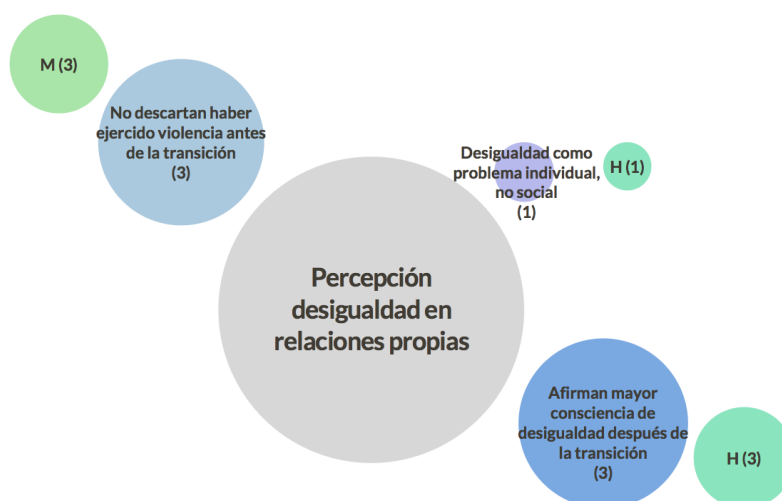 M (3)
No descartan haber
ejercido violencia antes
de la transición
(3)
Desigualdad como
problema individual,
no social
(1)
H (1)
Percepción
desigualdad en
relaciones propias
Afirman mayor
consciencia de
desigualdad después de
la transición
(3)
H (3)